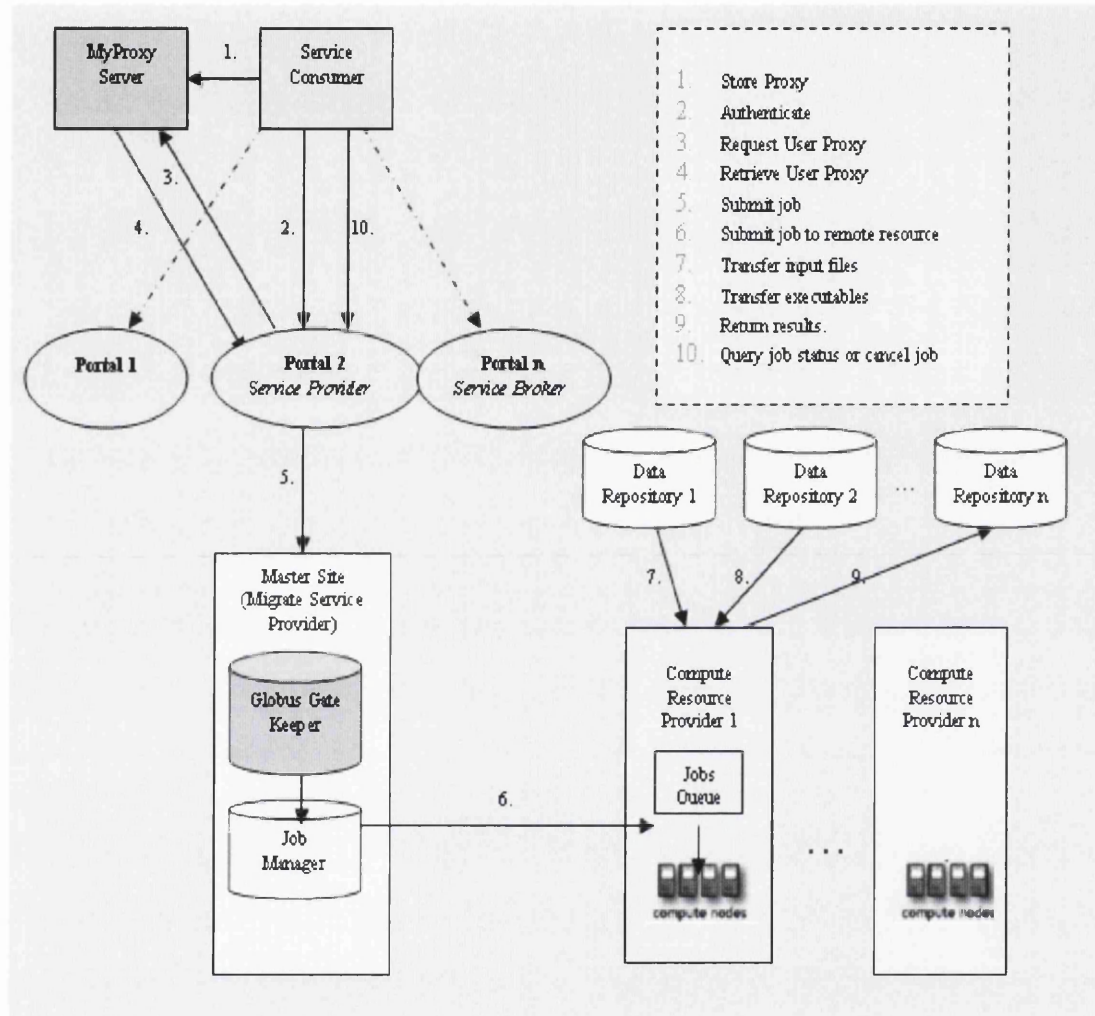 MyProxy
Server
1.
Service
Consumer
1. Store Proxy
2 Authenticate
3 Request User Proxy
4 Retrieve User Proxy
5 Submit job
6 Submit job to remote resource
7 Transfer input files
8 Transfer executables
9 Return results.
10. Query job status or cancel job
3.
4.
2.
10.
Portal 1
Portal 2
Service Provider
Portal n
Service Broker
5.
Data
Repository 1
Data
Repository 2
...
Data
Repository n
7.
8.
9.
Master Site
(Migrate Service
Provider)
Globus Gate
Keeper
Job
Manager
6.
Compute
Resource
Provider 1
Jobs
Queue
compute nodes
...
Compute
Resource
Provider n
compute nodes